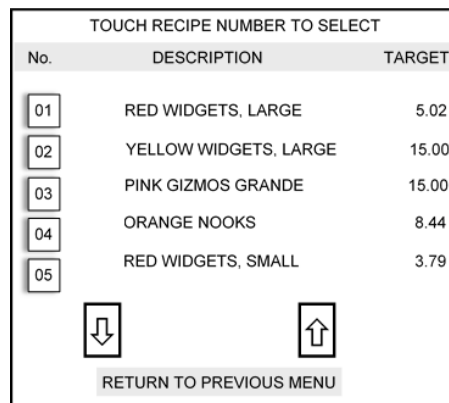 TOUCH RECIPE NUMBER TO SELECT
No. DESCRIPTION TARGET
01 RED WIDGETS, LARGE 5.02
02 YELLOW WIDGETS, LARGE 15.00
03 PINK GIZMOS GRANDE 15.00
04 ORANGE NOOKS 8.44
05 RED WIDGETS, SMALL 3.79
RETURN TO PREVIOUS MENU